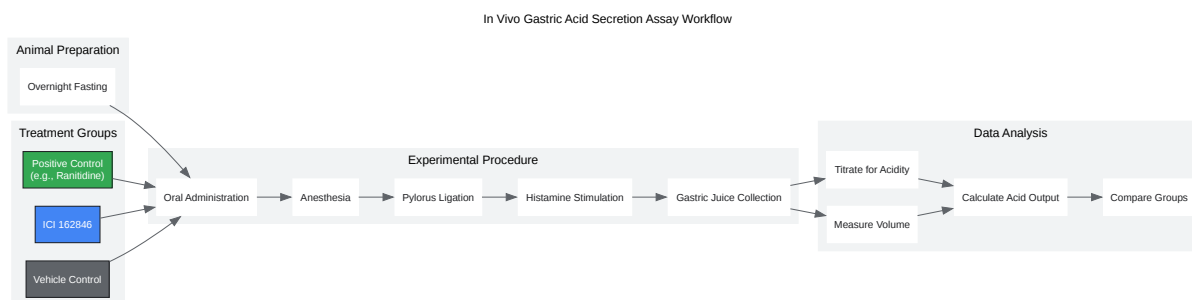 In Vivo Gastric Acid Secretion Assay Workflow
Animal Preparation
Overnight Fasting
Treatment Groups
Positive Control
(e.g., Ranitidine)
ICI 162846
Vehicle Control
Experimental Procedure
Oral Administration
Anesthesia
Pylorus Ligation
Histamine Stimulation
Gastric Juice Collection
Data Analysis
Titrate for Acidity
Measure Volume
Calculate Acid Output
Compare Groups